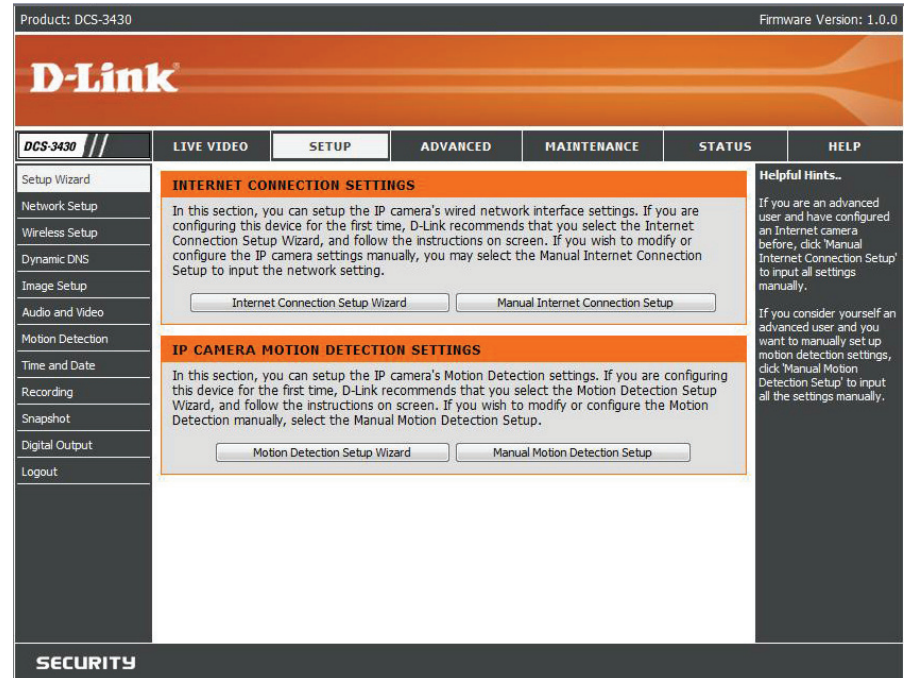 Product: DCS-3430
Firmware Version: 1.0.0
D-Link
DCS-3430
LIVE VIDEO
SETUP
ADVANCED
MAINTENANCE
STATUS
HELP
Setup Wizard
Network Setup
Wireless Setup
Dynamic DNS
Image Setup
Audio and Video
Motion Detection
Time and Date
Recording
Snapshot
Digital Output
Logout
INTERNET CONNECTION SETTINGS
In this section, you can setup the IP camera's wired network interface settings. If you are
configuring this device for the first time, D-Link recommends that you select the Internet
Connection Setup Wizard, and follow the instructions on screen. If you wish to modify or
configure the IP camera settings manually, you may select the Manual Internet Connection
Setup to input the network setting.
Internet Connection Setup Wizard
Manual Internet Connection Setup
IP CAMERA MOTION DETECTION SETTINGS
In this section, you can setup the IP camera's Motion Detection settings. If you are configuring
this device for the first time, D-Link recommends that you select the Motion Detection Setup
Wizard, and follow the instructions on screen. If you wish to modify or configure the Motion
Detection manually, select the Manual Motion Detection Setup.
Motion Detection Setup Wizard
Manual Motion Detection Setup
Helpful Hints..
If you are an advanced
user and have configured
an Internet camera
before, click 'Manual
Internet Connection Setup'
to input all settings
manually.
If you consider yourself an
advanced user and you
want to manually set up
motion detection settings,
click 'Manual Motion
Detection Setup' to input
all the settings manually.
SECURITY